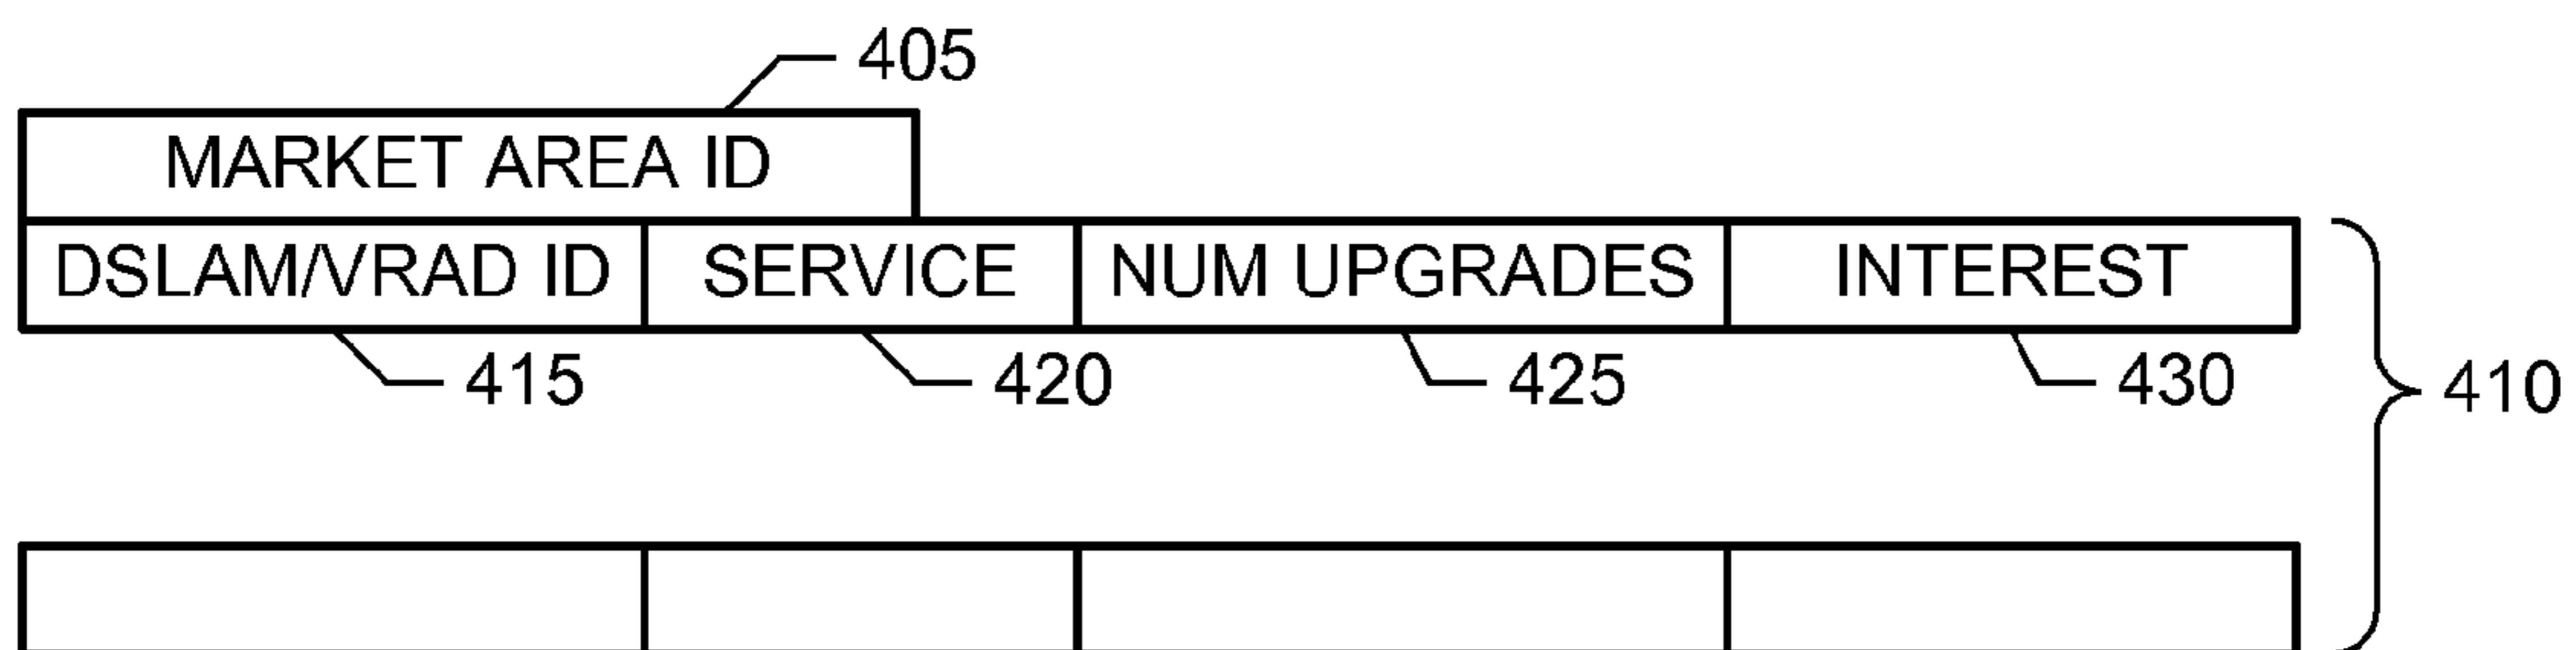 405
MARKET AREA ID
DSLAM/VRAD ID SERVICE NUM UPGRADES INTEREST
415 420 425 430 410